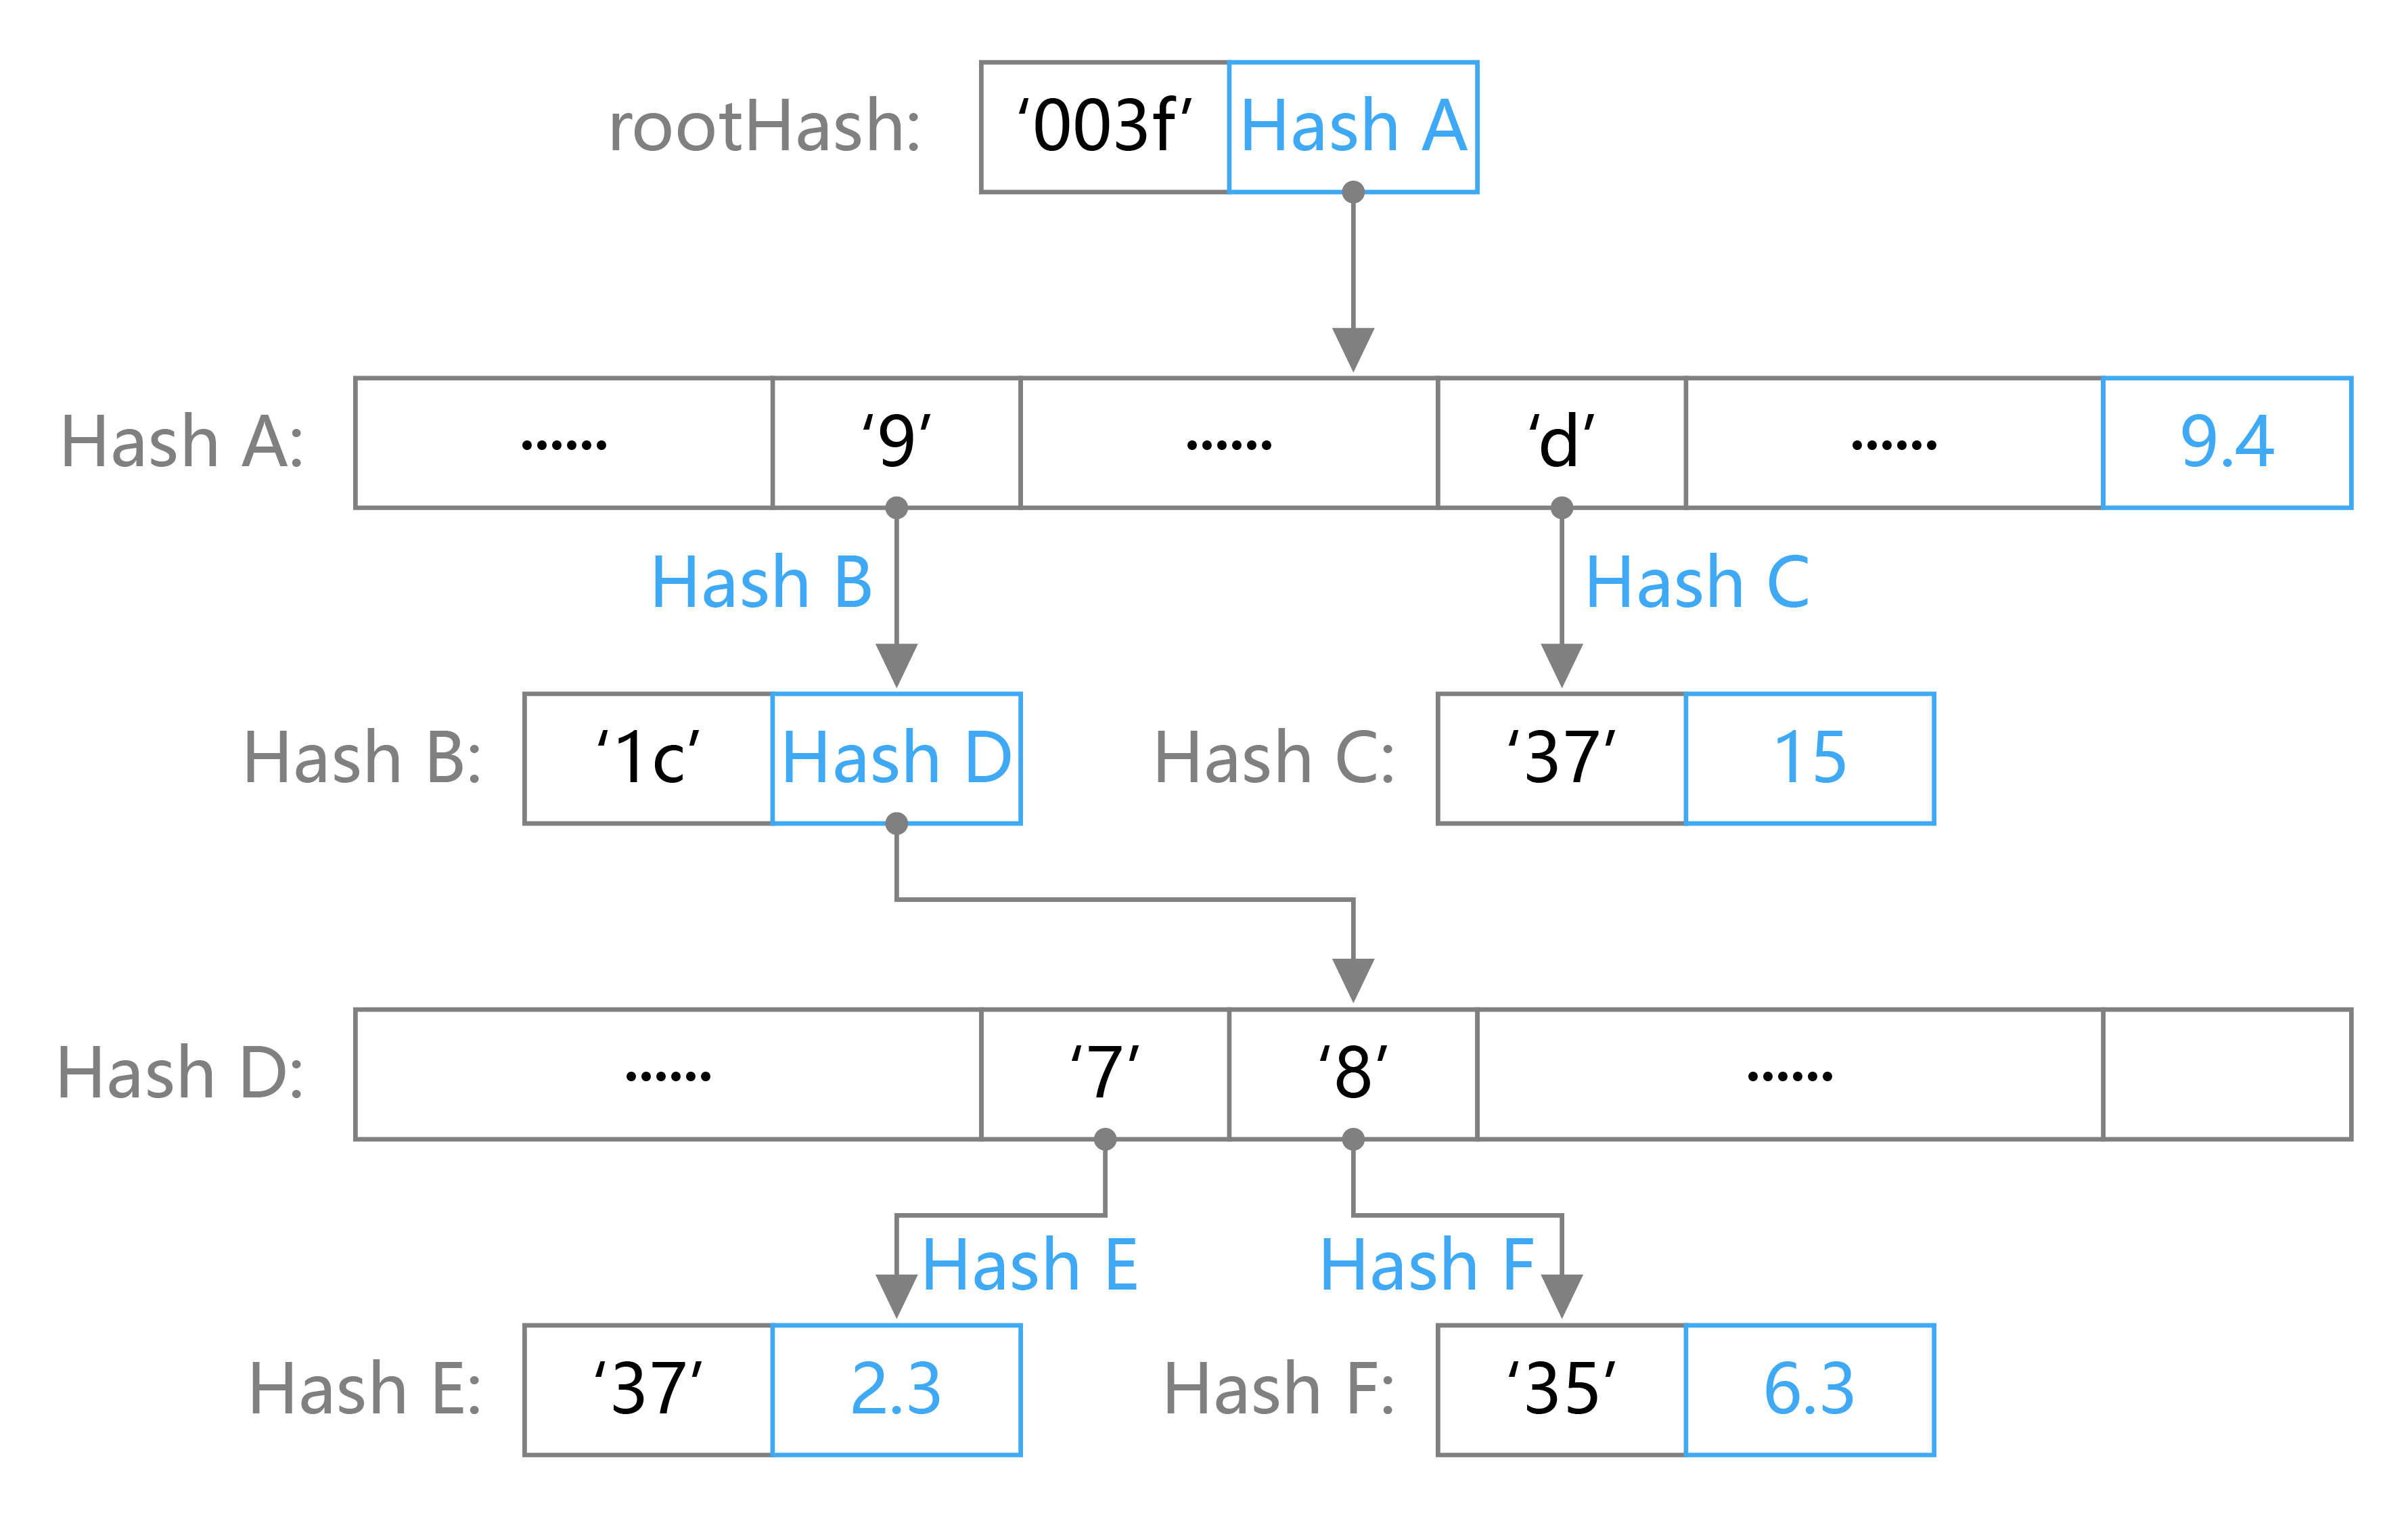 rootHash: ‘003f’ Hash A
Hash A: ······ ‘9’ ······ ‘d’ ······ 9.4
Hash B Hash C
Hash B: ‘1c’ Hash D Hash C: ‘37’ 15
Hash D: ······ ‘7’ ‘8’ ······
Hash E Hash F
Hash E: ‘37’ 2.3 Hash F: ‘35’ 6.3